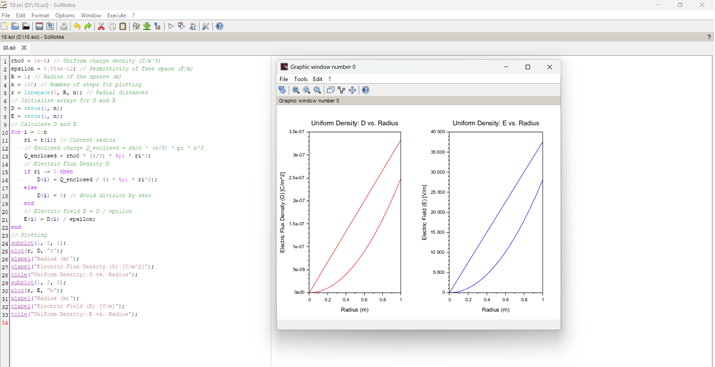 10.sci (D:\10.sci) - SciNotes
File Edit Format Options Window Execute ?
10.sci (D:\10.sci) - SciNotes
?
10.sci
1 rho0 = 1e-6; // Uniform charge density (C/m^3)
2 epsilon = 8.854e-12; // Permittivity of free space (F/m)
3 R = 1; // Radius of the sphere (m)
4 n = 100; // Number of steps for plotting
5 r = linspace(0, R, n); // Radial distances
6 // Initialize arrays for D and E
7 D = zeros(1, n);
8 E = zeros(1, n);
9 // Calculate D and E
10 for i = 1:n
11 ri = r(i); // Current radius
12 // Enclosed charge Q_enclosed = rho0 * (4/3) * pi * r^3
13 Q_enclosed = rho0 * (4/3) * %pi * ri^3;
14 // Electric Flux Density D
15 if ri ~= 0 then
16 D(i) = Q_enclosed / (4 * %pi * ri^2);
17 else
18 D(i) = 0; // Avoid division by zero
19 end
20 // Electric Field E = D / epsilon
21 E(i) = D(i) / epsilon;
22 end
23 // Plotting
24 subplot(1, 2, 1);
25 plot(r, D, "r");
26 xlabel("Radius (m)");
27 ylabel("Electric Flux Density (D) [C/m^2]");
28 title("Uniform Density: D vs. Radius");
29 subplot(1, 2, 2);
30 plot(r, E, "b");
31 xlabel("Radius (m)");
32 ylabel("Electric Field (E) [V/m]");
33 title("Uniform Density: E vs. Radius");
34
Graphic window number 0
File Tools Edit ?
Graphic window number 0
Uniform Density: D vs. Radius
Electric Flux Density (D) [C/m^2]
3.5e-07
3e-07
2.5e-07
2e-07
1.5e-07
1e-07
5e-08
0e00
0 0.2 0.4 0.6 0.8 1
Radius (m)
Uniform Density: E vs. Radius
Electric Field (E) [V/m]
40 000
35 000
30 000
25 000
20 000
15 000
10 000
5 000
0
0 0.2 0.4 0.6 0.8 1
Radius (m)